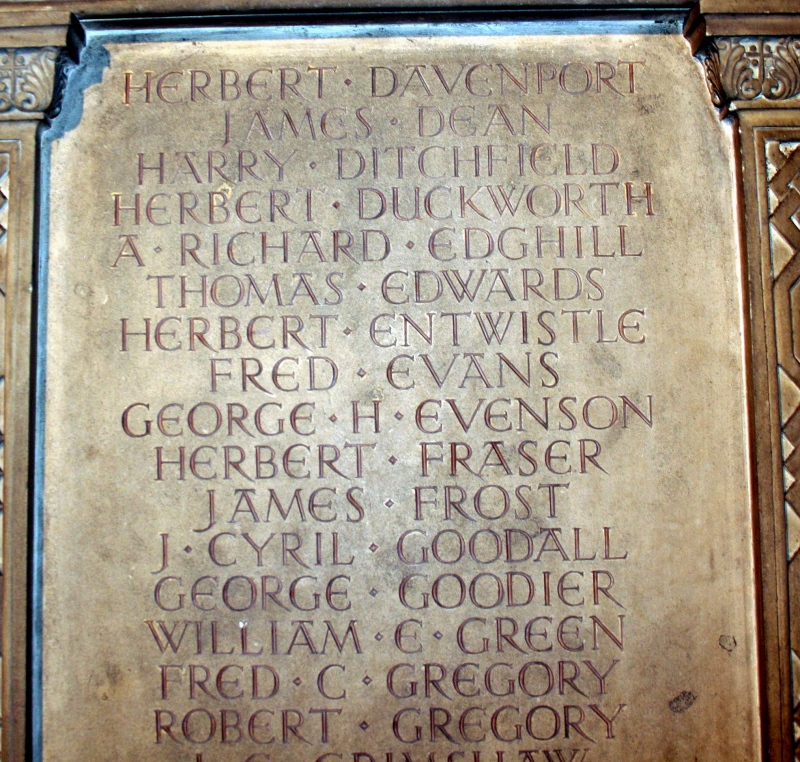 HERBERT · DAVENPORT
JAMES · DEAN
HARRY · DITCHFIELD
HERBERT · DUCKWORTH
A · RICHARD · EDGHILL
THOMAS · EDWARDS
HERBERT · ENTWISTLE
FRED · EVANS
GEORGE · H · EVENSON
HERBERT · FRASER
JAMES · FROST
J · CYRIL · GOODALL
GEORGE · GOODIER
WILLIAM · E · GREEN
FRED · C · GREGORY
ROBERT · GREGORY
GRIMSHAW